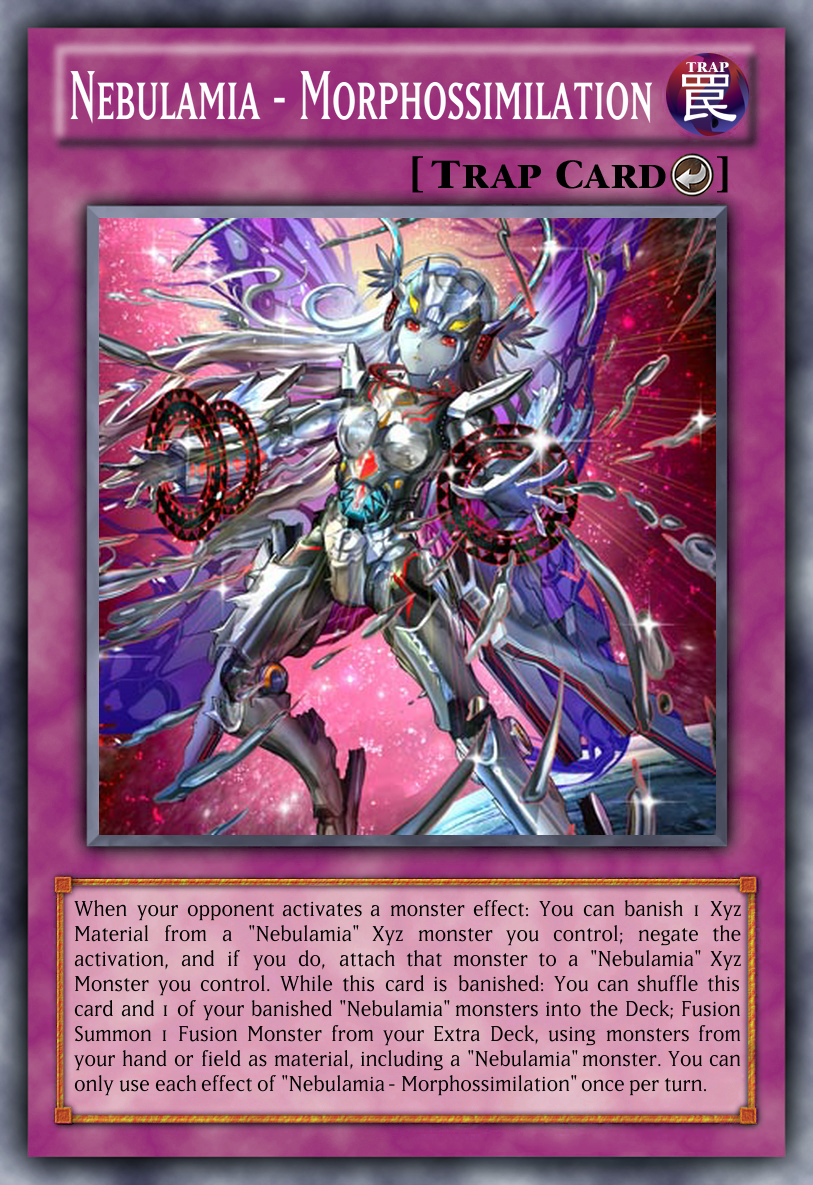 Nebulamia - Morphossimilation
TRAP
罠
[Trap Card]
When your opponent activates a monster effect: You can banish 1 Xyz
Material from a "Nebulamia" Xyz monster you control; negate the
activation, and if you do, attach that monster to a "Nebulamia" Xyz
Monster you control. While this card is banished: You can shuffle this
card and 1 of your banished "Nebulamia" monsters into the Deck; Fusion
Summon 1 Fusion Monster from your Extra Deck, using monsters from
your hand or field as material, including a "Nebulamia" monster. You can
only use each effect of "Nebulamia - Morphossimilation" once per turn.